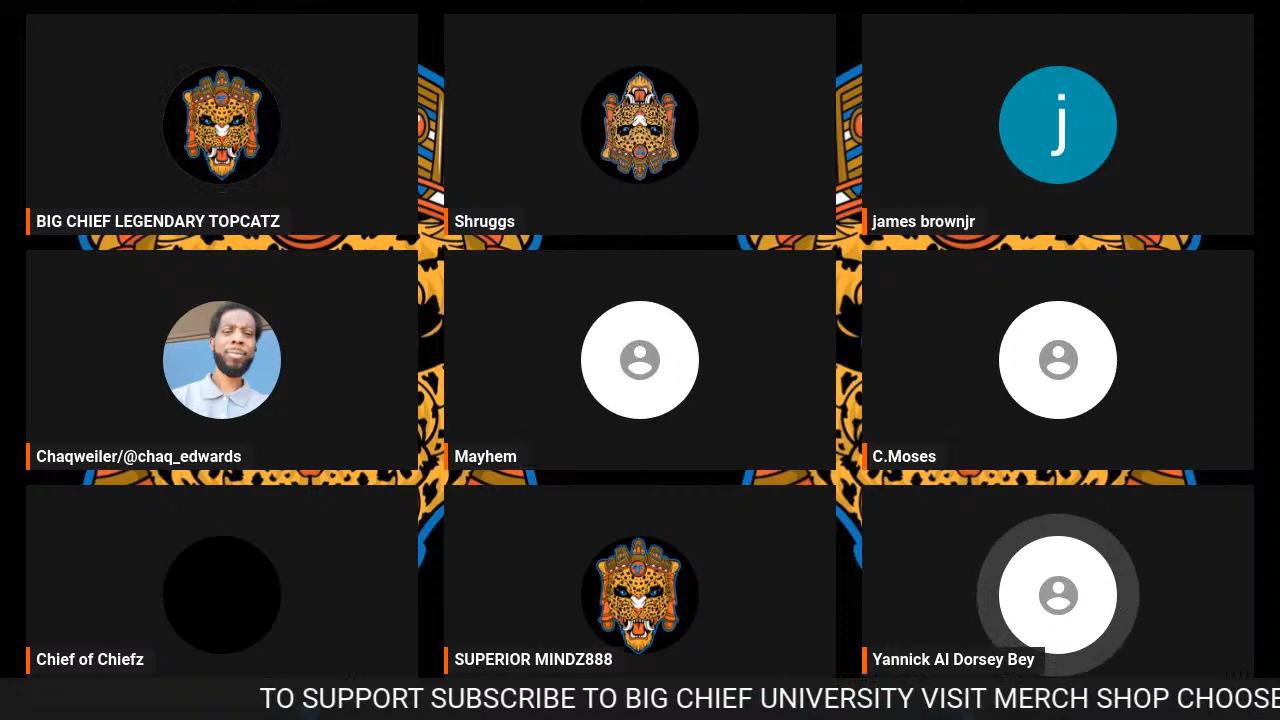 BIG CHIEF LEGENDARY TOPCATZ
Shruggs
j
james brownjr
Chaqweiler/@chaq_edwards
Mayhem
C.Moses
Chief of Chiefz
SUPERIOR MINDZ888
Yannick Al Dorsey Bey
TO SUPPORT SUBSCRIBE TO BIG CHIEF UNIVERSITY VISIT MERCH SHOP CHOOSE